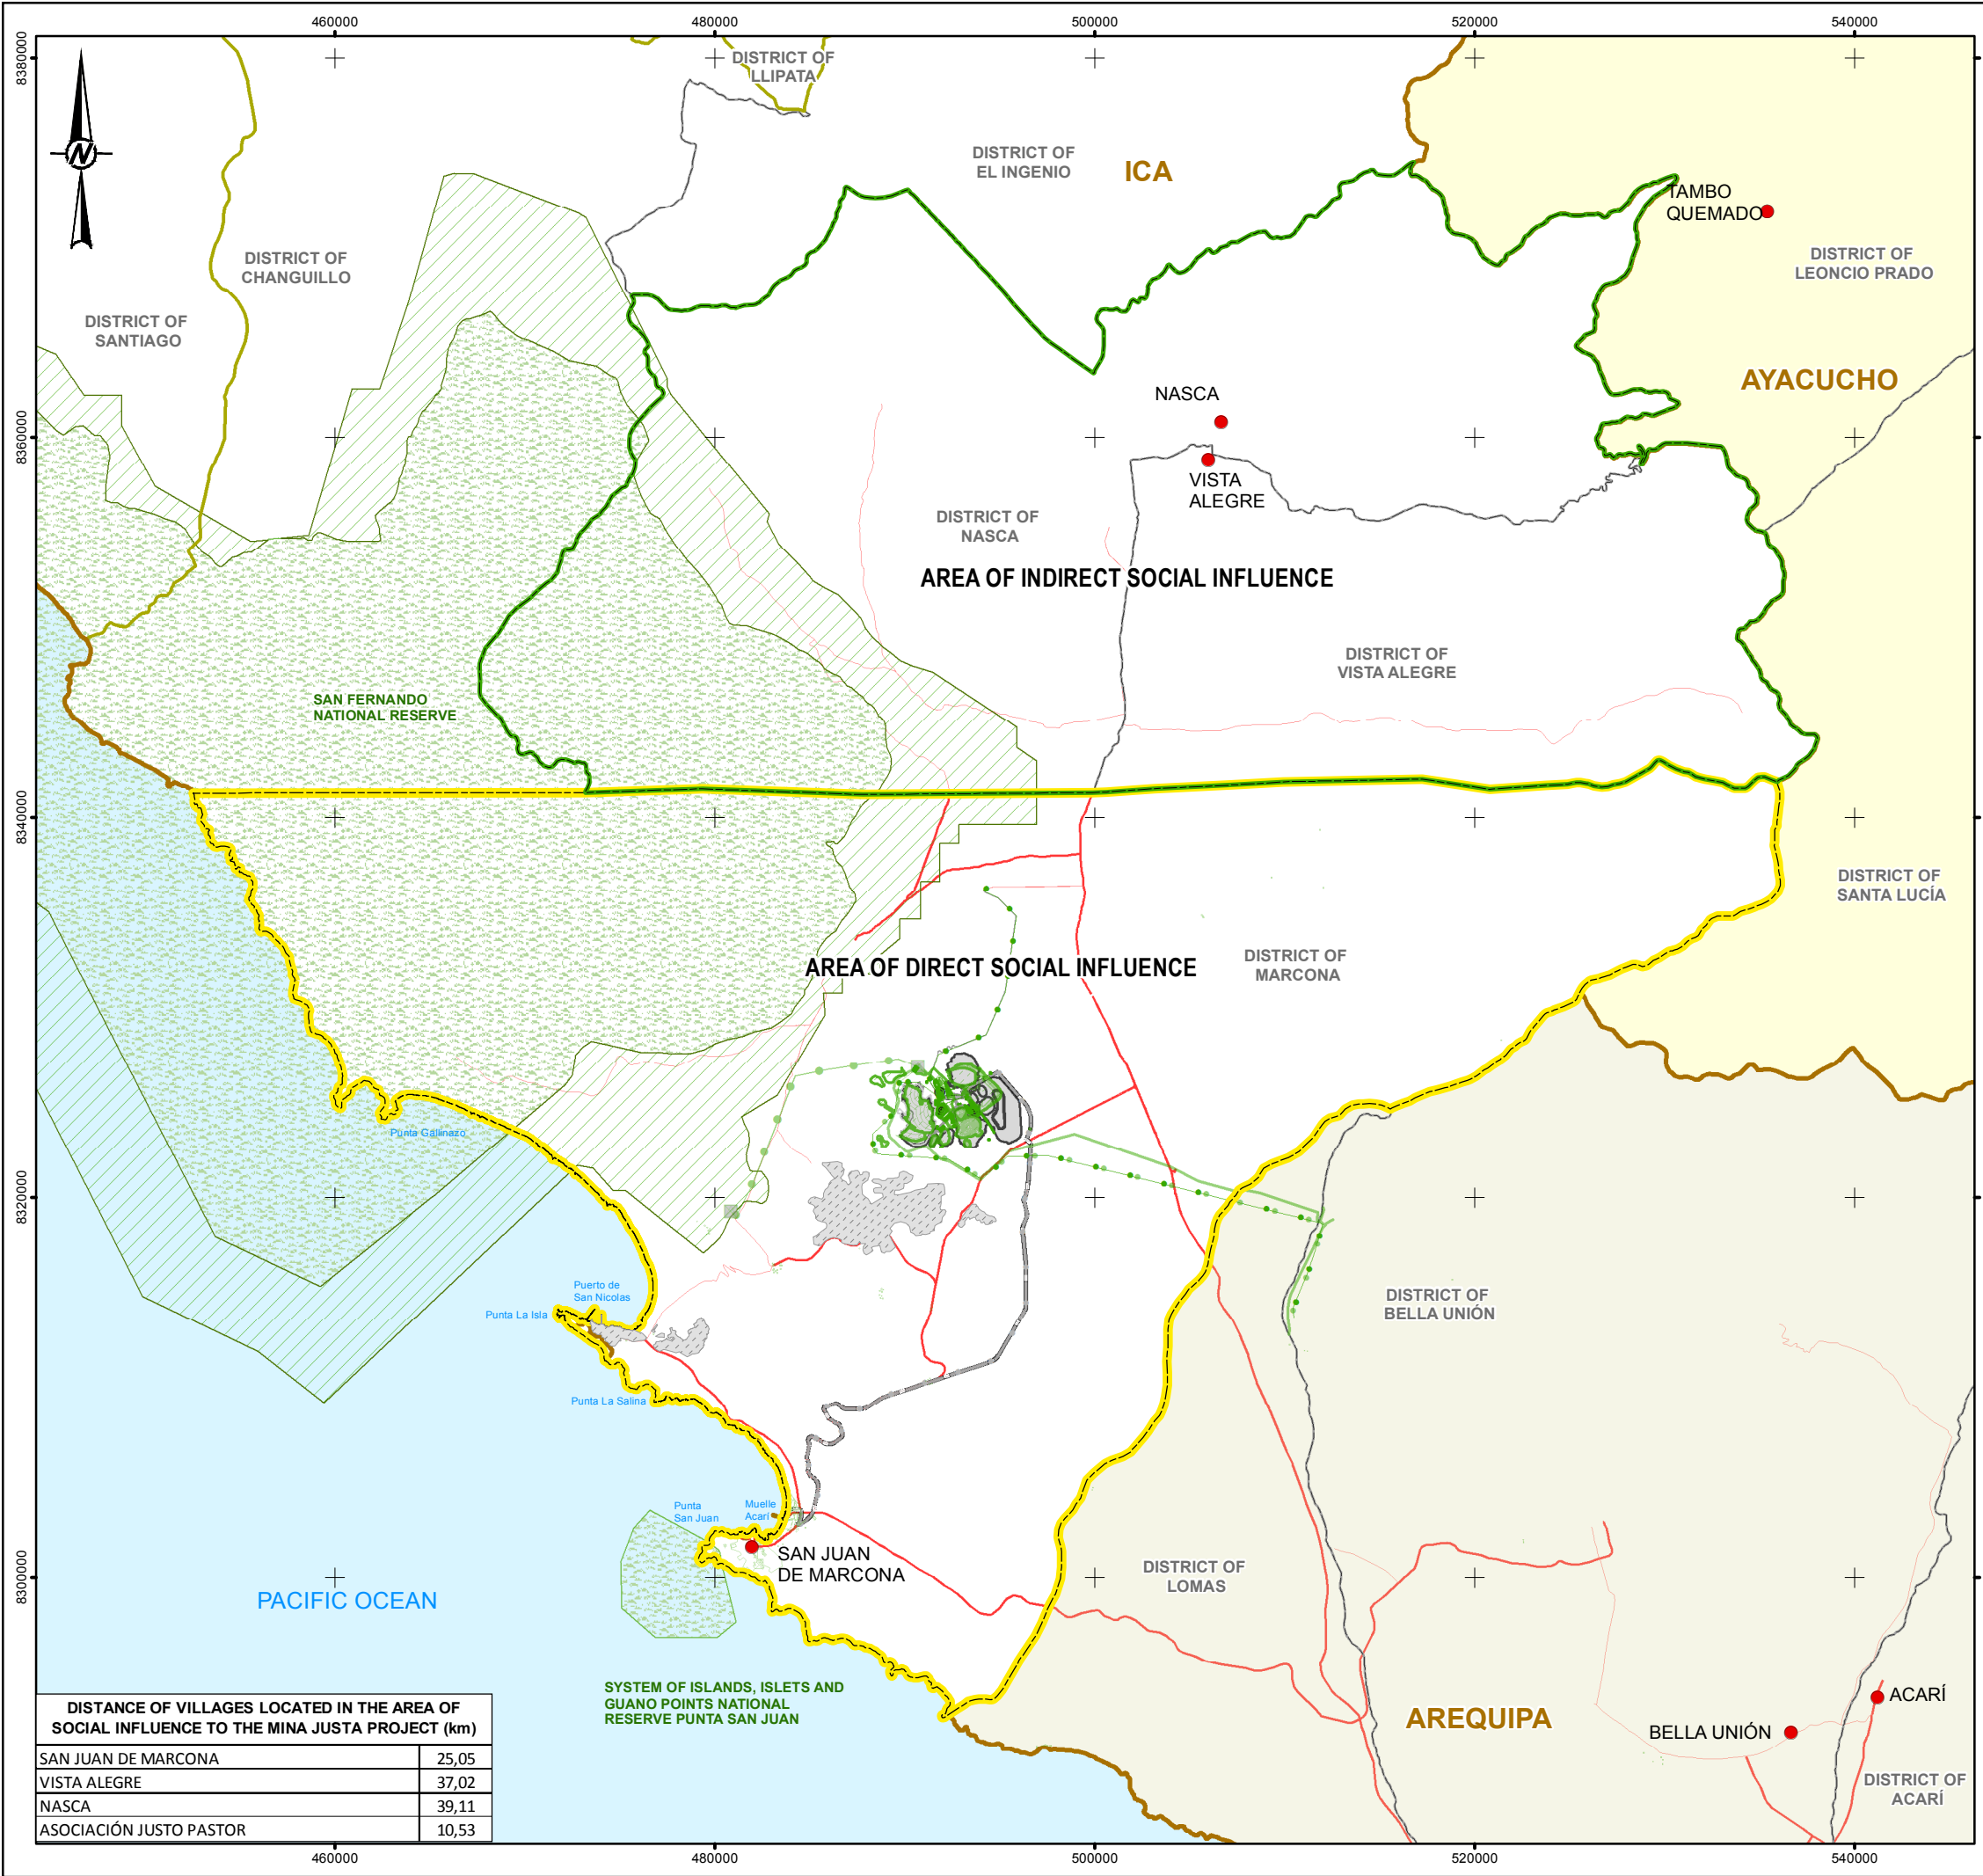 460000
480000
500000
520000
540000
8380000
8360000
8340000
8320000
8300000
N
DISTRICT OF
LLIPATA
DISTRICT OF
EL INGENIO
ICA
TAMBO
QUEMADO
DISTRICT OF
CHANGUILLO
DISTRICT OF
LEONCIO PRADO
DISTRICT OF
SANTIAGO
AYACUCHO
NASCA
VISTA
ALEGRE
DISTRICT OF
NASCA
AREA OF INDIRECT SOCIAL INFLUENCE
DISTRICT OF
VISTA ALEGRE
SAN FERNANDO
NATIONAL RESERVE
DISTRICT OF
SANTA LUCÍA
DISTRICT OF
MARCONA
AREA OF DIRECT SOCIAL INFLUENCE
Punta Gallinazo
Puerto de
San Nicolas
Punta La Isla
DISTRICT OF
BELLA UNIÓN
Punta La Salina
Punta
San Juan
Muelle
Acarí
SAN JUAN
DE MARCONA
DISTRICT OF
LOMAS
PACIFIC OCEAN
SYSTEM OF ISLANDS, ISLETS AND
GUANO POINTS NATIONAL
RESERVE PUNTA SAN JUAN
AREQUIPA
ACARÍ
BELLA UNIÓN
DISTRICT OF
ACARÍ
DISTANCE OF VILLAGES LOCATED IN THE AREA OF
SOCIAL INFLUENCE TO THE MINA JUSTA PROJECT (km)
SAN JUAN DE MARCONA 25,05
VISTA ALEGRE 37,02
NASCA 39,11
ASOCIACIÓN JUSTO PASTOR 10,53
460000
480000
500000
520000
540000